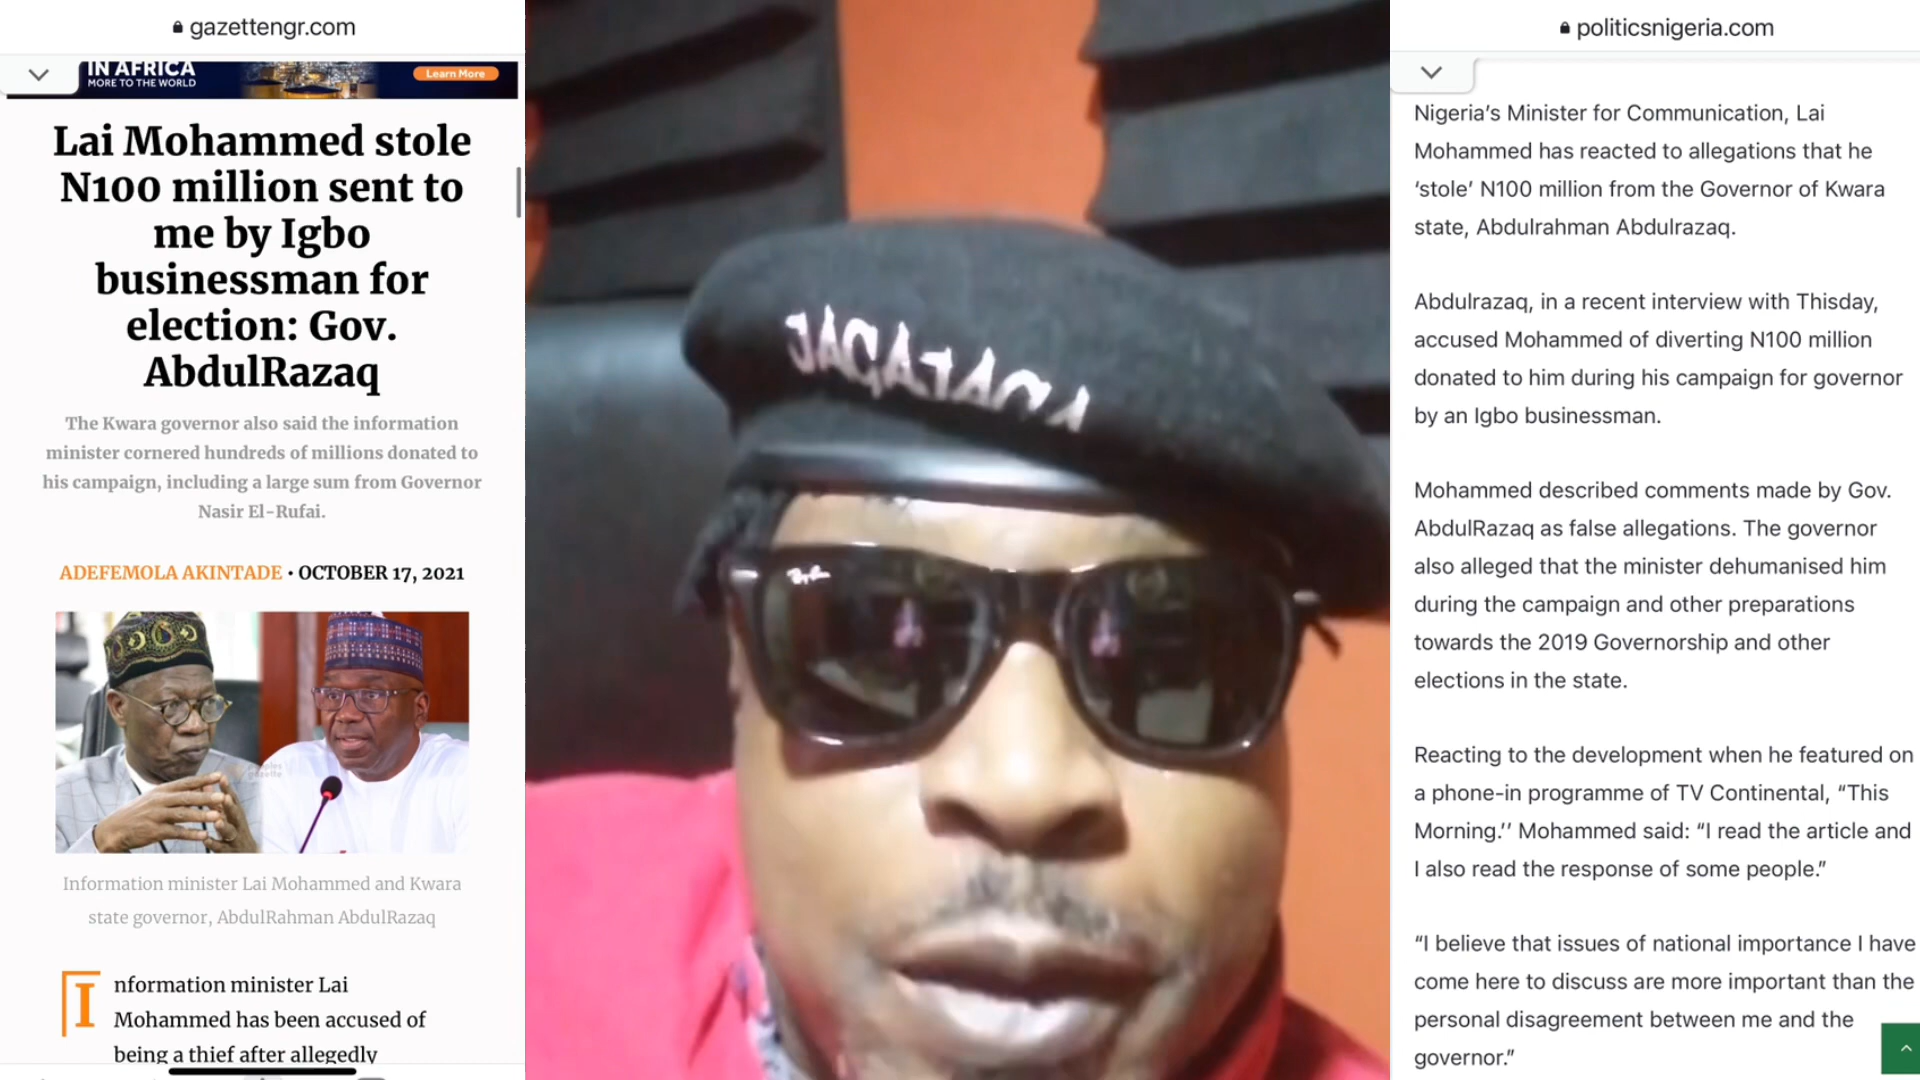 gazettengr.com
IN AFRICA
MORE TO THE WORLD
Learn More
Lai Mohammed stole
N100 million sent to
me by Igbo
businessman for
election: Gov.
AbdulRazaq
The Kwara governor also said the information
minister cornered hundreds of millions donated to
his campaign, including a large sum from Governor
Nasir El-Rufai.
ADEFEMOLA AKINTADE • OCTOBER 17, 2021
peoples
gazette
Information minister Lai Mohammed and Kwara
state governor, AbdulRahman AbdulRazaq
Information minister Lai
Mohammed has been accused of
being a thief after allegedly
JAGAJAGA
Ray-Ban
politicsnigeria.com
Nigeria’s Minister for Communication, Lai
Mohammed has reacted to allegations that he
‘stole’ N100 million from the Governor of Kwara
state, Abdulrahman Abdulrazaq.
Abdulrazaq, in a recent interview with Thisday,
accused Mohammed of diverting N100 million
donated to him during his campaign for governor
by an Igbo businessman.
Mohammed described comments made by Gov.
AbdulRazaq as false allegations. The governor
also alleged that the minister dehumanised him
during the campaign and other preparations
towards the 2019 Governorship and other
elections in the state.
Reacting to the development when he featured on
a phone-in programme of TV Continental, “This
Morning.’’ Mohammed said: “I read the article and
I also read the response of some people.”
“I believe that issues of national importance I have
come here to discuss are more important than the
personal disagreement between me and the
governor.”